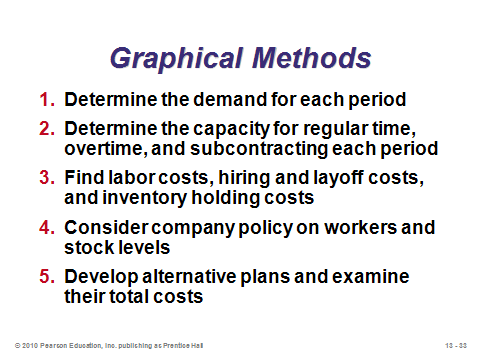 Graphical Methods
1. Determine the demand for each period
2. Determine the capacity for regular time,
overtime, and subcontracting each period
3. Find labor costs, hiring and layoff costs,
and inventory holding costs
4. Consider company policy on workers and
stock levels
5. Develop alternative plans and examine
their total costs
© 2010 Pearson Education, Inc. publishing as Prentice Hall
13 - 33